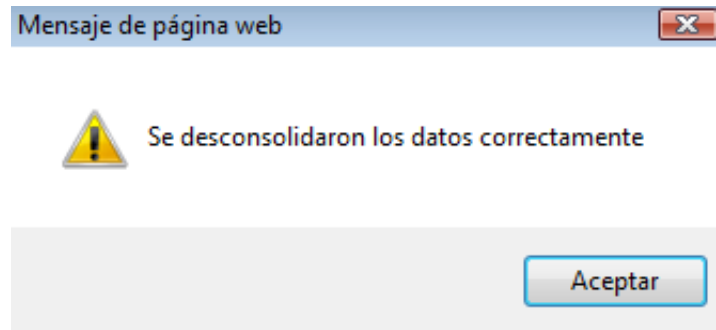 Mensaje de página web
Se desconsolidaron los datos correctamente
Aceptar